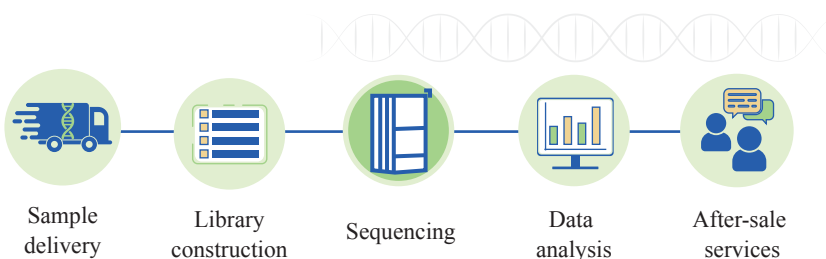 Sample
delivery
Library
construction
Sequencing
Data
analysis
After-sale
services